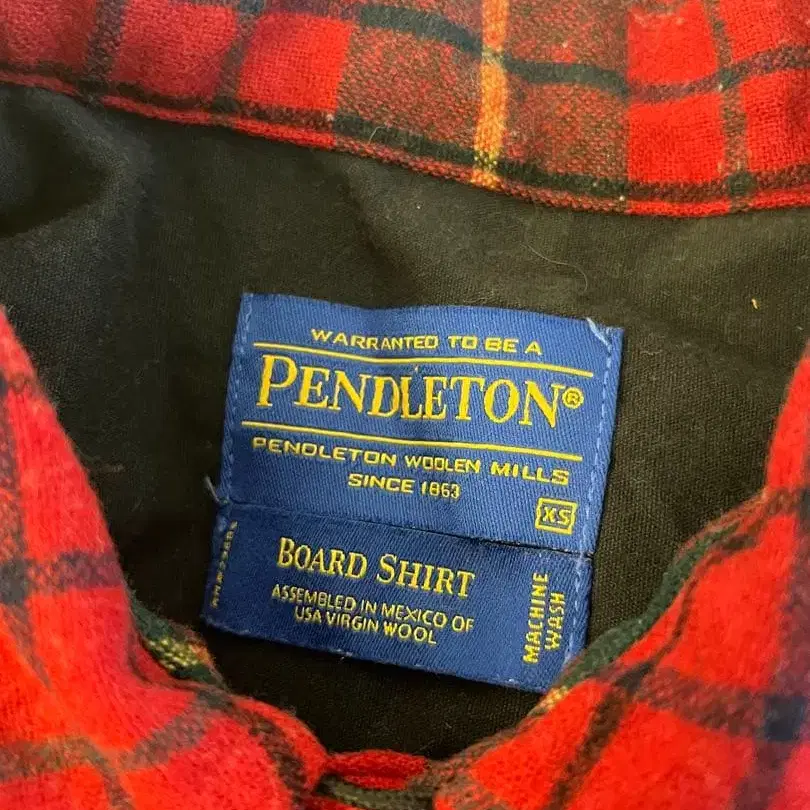 WARRANTED TO BE A
PENDLETON®
PENDLETON WOOLEN MILLS
SINCE 1863
XS
BOARD SHIRT
ASSEMBLED IN MEXICO OF
USA VIRGIN WOOL
MACHINE
WASH